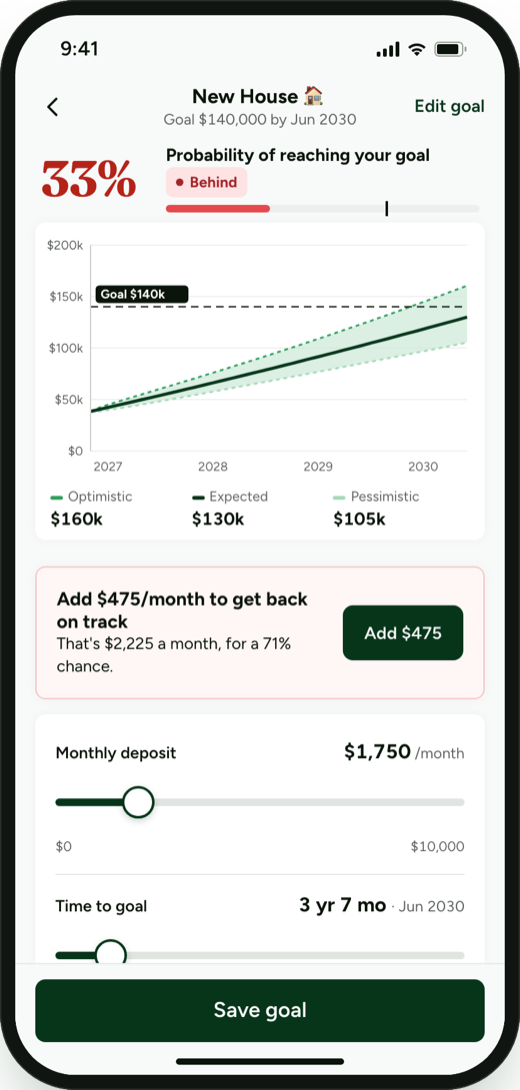 9:41
New House 🏠
Edit goal
Goal $140,000 by Jun 2030
33%
Probability of reaching your goal
Behind
$200k
$150k
Goal $140k
$100k
$50k
$0
2027
2028
2029
2030
Optimistic
$160k
Expected
$130k
Pessimistic
$105k
Add $475/month to get back
on track
That's $2,225 a month, for a 71%
chance.
Add $475
Monthly deposit
$1,750 /month
$0
$10,000
Time to goal
3 yr 7 mo · Jun 2030
Save goal